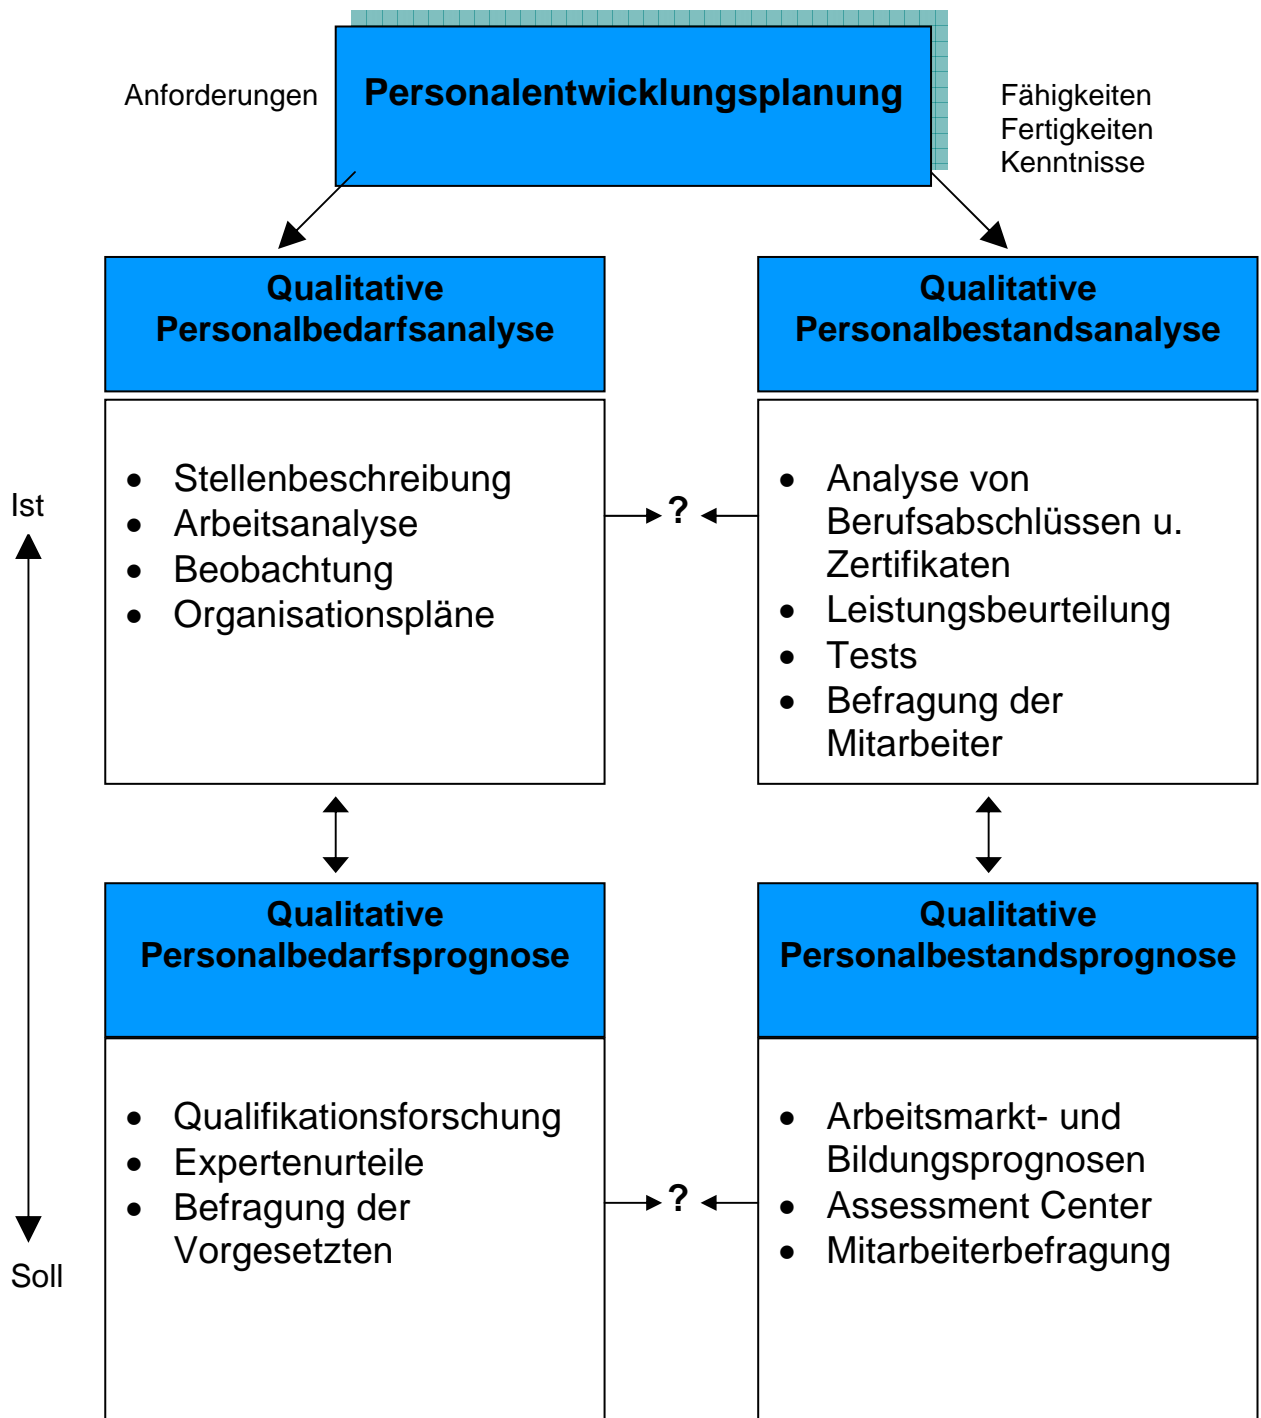 Anforderungen
Personalentwicklungsplanung
Fähigkeiten
Fertigkeiten
Kenntnisse
Qualitative
Personalbedarfsanalyse
Qualitative
Personalbestandsanalyse
Ist
• Stellenbeschreibung
• Arbeitsanalyse
• Beobachtung
• Organisationspläne
?
• Analyse von
Berufsabschlüssen u.
Zertifikaten
• Leistungsbeurteilung
• Tests
• Befragung der
Mitarbeiter
Qualitative
Personalbedarfsprognose
Qualitative
Personalbestandsprognose
• Qualifikationsforschung
• Expertenurteile
• Befragung der
Vorgesetzten
?
• Arbeitsmarkt- und
Bildungsprognosen
• Assessment Center
• Mitarbeiterbefragung
Soll